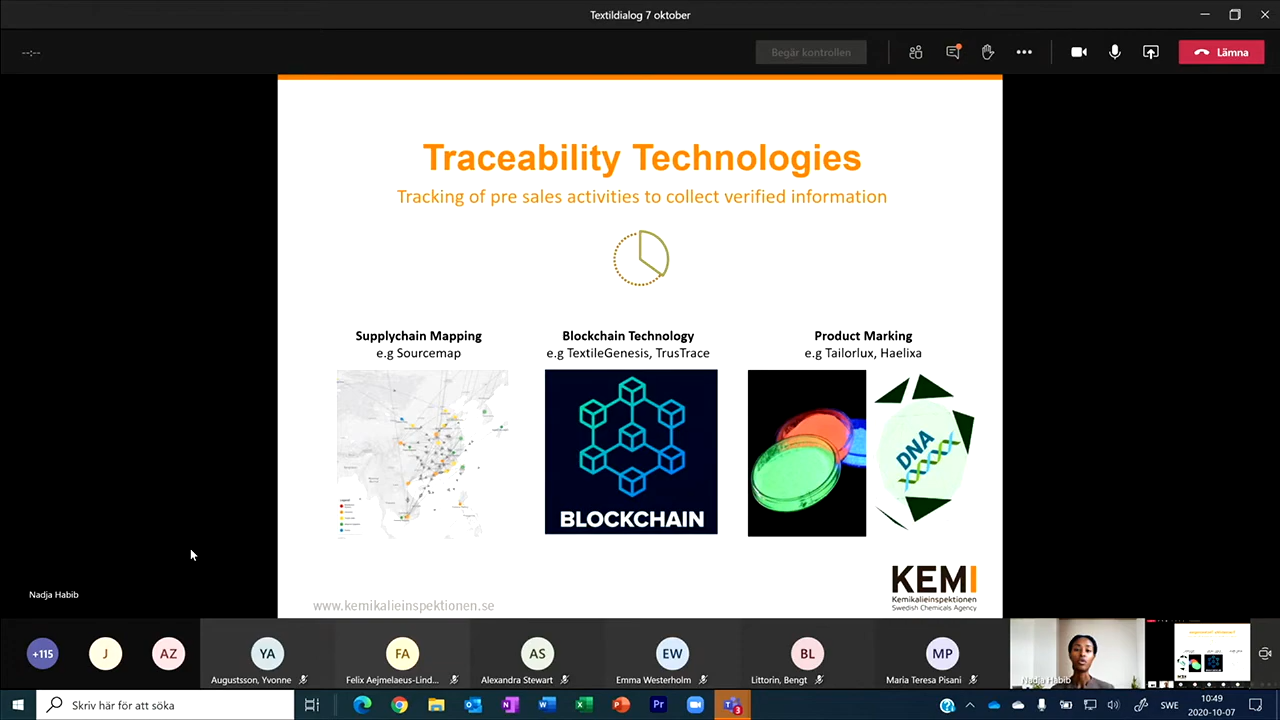 Textildialog 7 oktober
--:--
Begär kontrollen
Lämna
Traceability Technologies
Tracking of pre sales activities to collect verified information
Supplychain Mapping
e.g Sourcemap
Blockchain Technology
e.g TextileGenesis, TrusTrace
Product Marking
e.g Tailorlux, Haelixa
BLOCKCHAIN
DNA
KEMI
Kemikalieinspektionen
Swedish Chemicals Agency
www.kemikalieinspektionen.se
Nadja Habib
+115
J
AZ
YA
Augustsson, Yvonne
FA
Felix Aejmelaeus-Lind...
AS
Alexandra Stewart
EW
Emma Westerholm
BL
Littorin, Bengt
MP
Maria Teresa Pisani
Nadja Habib
Skriv här för att söka
SWE
10:49
2020-10-07